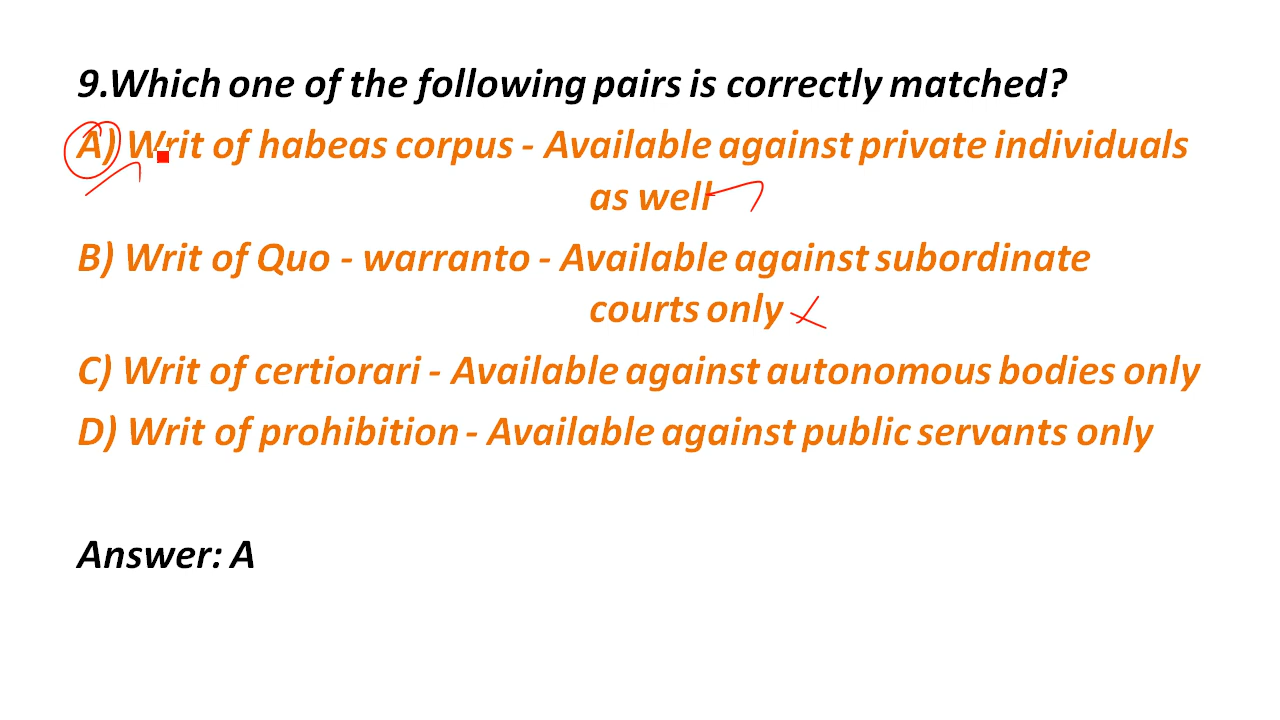 9.Which one of the following pairs is correctly matched?
A) Writ of habeas corpus - Available against private individuals
as well
B) Writ of Quo - warranto - Available against subordinate
courts only
C) Writ of certiorari - Available against autonomous bodies only
D) Writ of prohibition - Available against public servants only
Answer: A